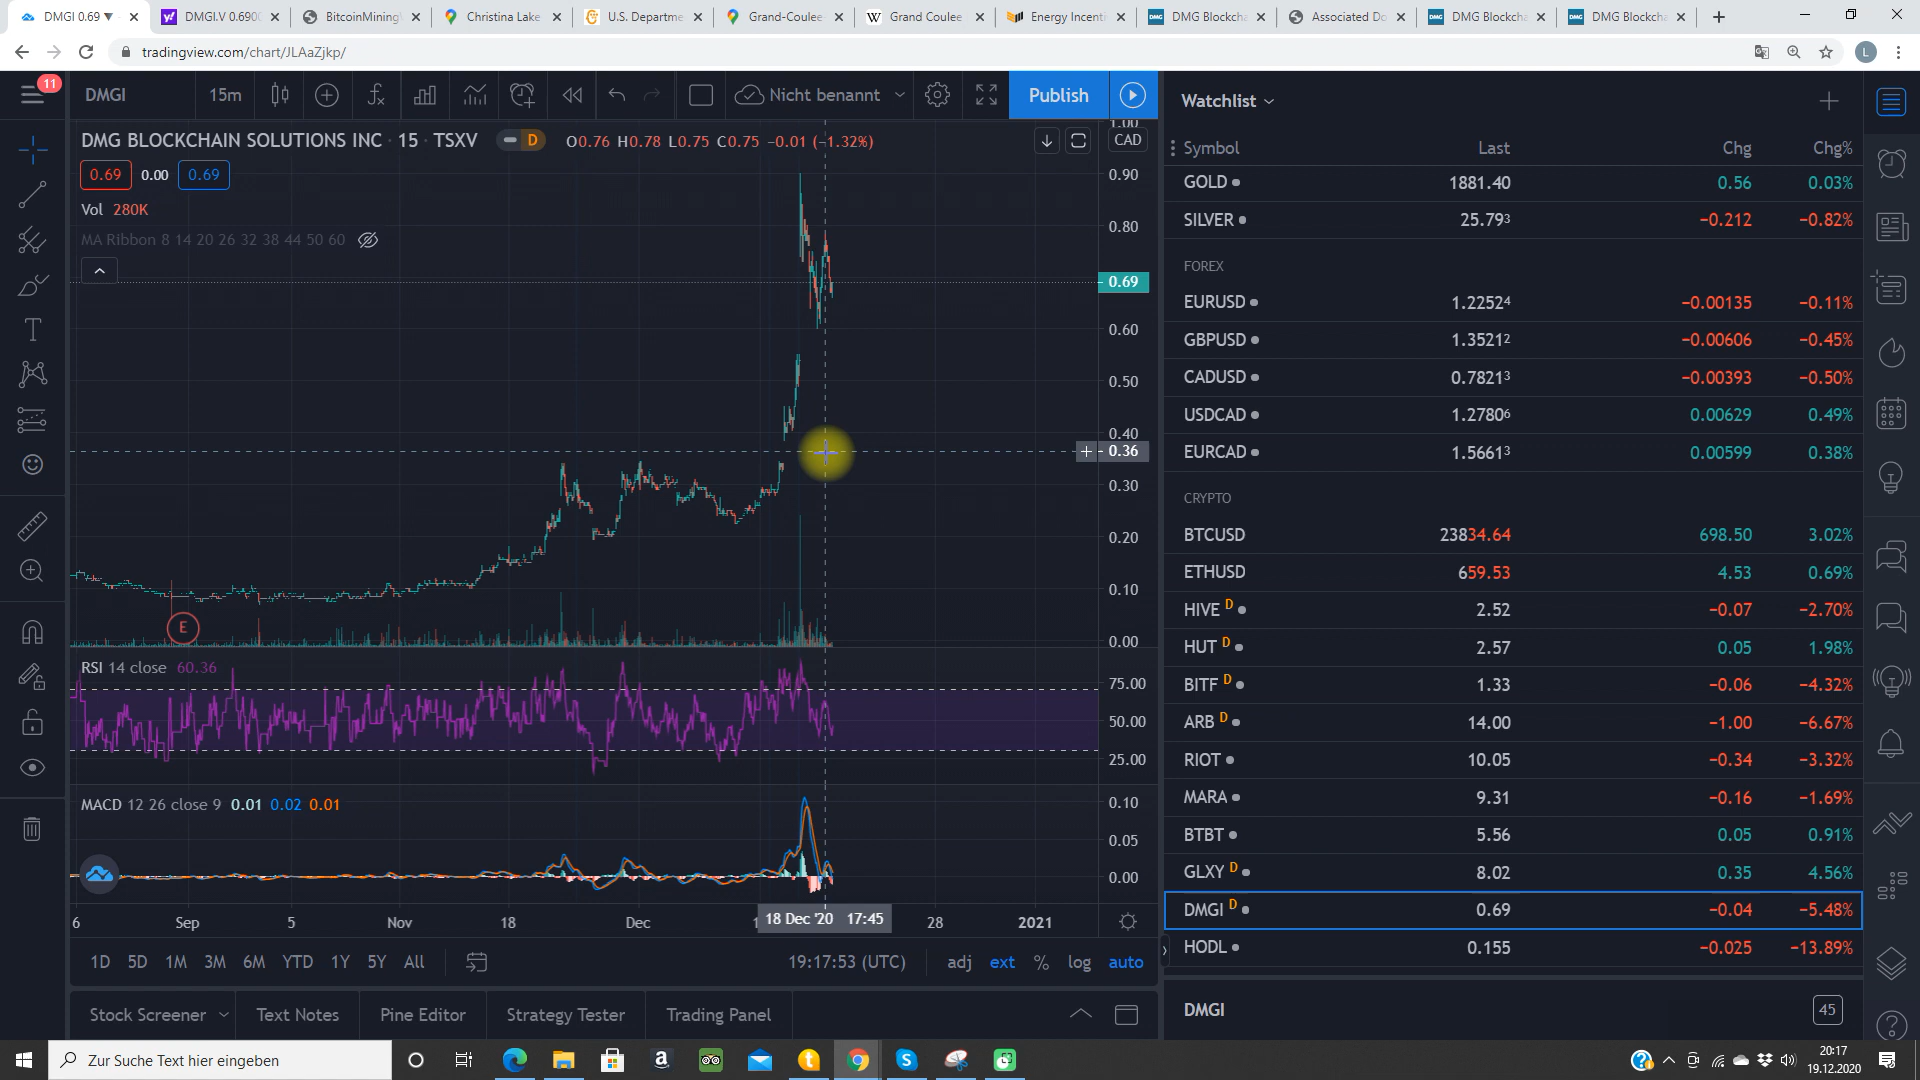 DMGI 0.69 ▼
DMGI.V 0.690
BitcoinMining
Christina Lake
U.S. Departme
Grand-Coulee
Grand Coulee
Energy Incenti
DMG Blockcha
Associated Do
DMG Blockcha
DMG Blockcha
tradingview.com/chart/JLAaZjkp/
L
11
DMGI
15m
Nicht benannt
Publish
DMG BLOCKCHAIN SOLUTIONS INC · 15 · TSXV
D
O0.76 H0.78 L0.75 C0.75 −0.01 (−1.32%)
0.69 0.00 0.69
Vol 280K
MA Ribbon 8 14 20 26 32 38 44 50 60
1.00
CAD
0.90
0.80
0.69
0.60
0.50
0.40
0.36
0.30
0.20
0.10
0.00
E
RSI 14 close 60.36
75.00
50.00
25.00
MACD 12 26 close 9 0.01 0.02 0.01
0.10
0.05
0.00
6 Sep 5 Nov 18 Dec 1 18 Dec '20 17:45 28 2021
1D 5D 1M 3M 6M YTD 1Y 5Y All
19:17:53 (UTC) adj ext % log auto
Stock Screener Text Notes Pine Editor Strategy Tester Trading Panel
Watchlist
Symbol Last Chg Chg%
GOLD 1881.40 0.56 0.03%
SILVER 25.79³ −0.212 −0.82%
FOREX
EURUSD 1.2252⁴ −0.00135 −0.11%
GBPUSD 1.3521² −0.00606 −0.45%
CADUSD 0.7821³ −0.00393 −0.50%
USDCAD 1.2780⁶ 0.00629 0.49%
EURCAD 1.5661³ 0.00599 0.38%
CRYPTO
BTCUSD 23834.64 698.50 3.02%
ETHUSD 659.53 4.53 0.69%
HIVE D 2.52 −0.07 −2.70%
HUT D 2.57 0.05 1.98%
BITF D 1.33 −0.06 −4.32%
ARB D 14.00 −1.00 −6.67%
RIOT 10.05 −0.34 −3.32%
MARA 9.31 −0.16 −1.69%
BTBT 5.56 0.05 0.91%
GLXY D 8.02 0.35 4.56%
DMGI D 0.69 −0.04 −5.48%
HODL 0.155 −0.025 −13.89%
DMGI 45
Zur Suche Text hier eingeben
20:17
19.12.2020